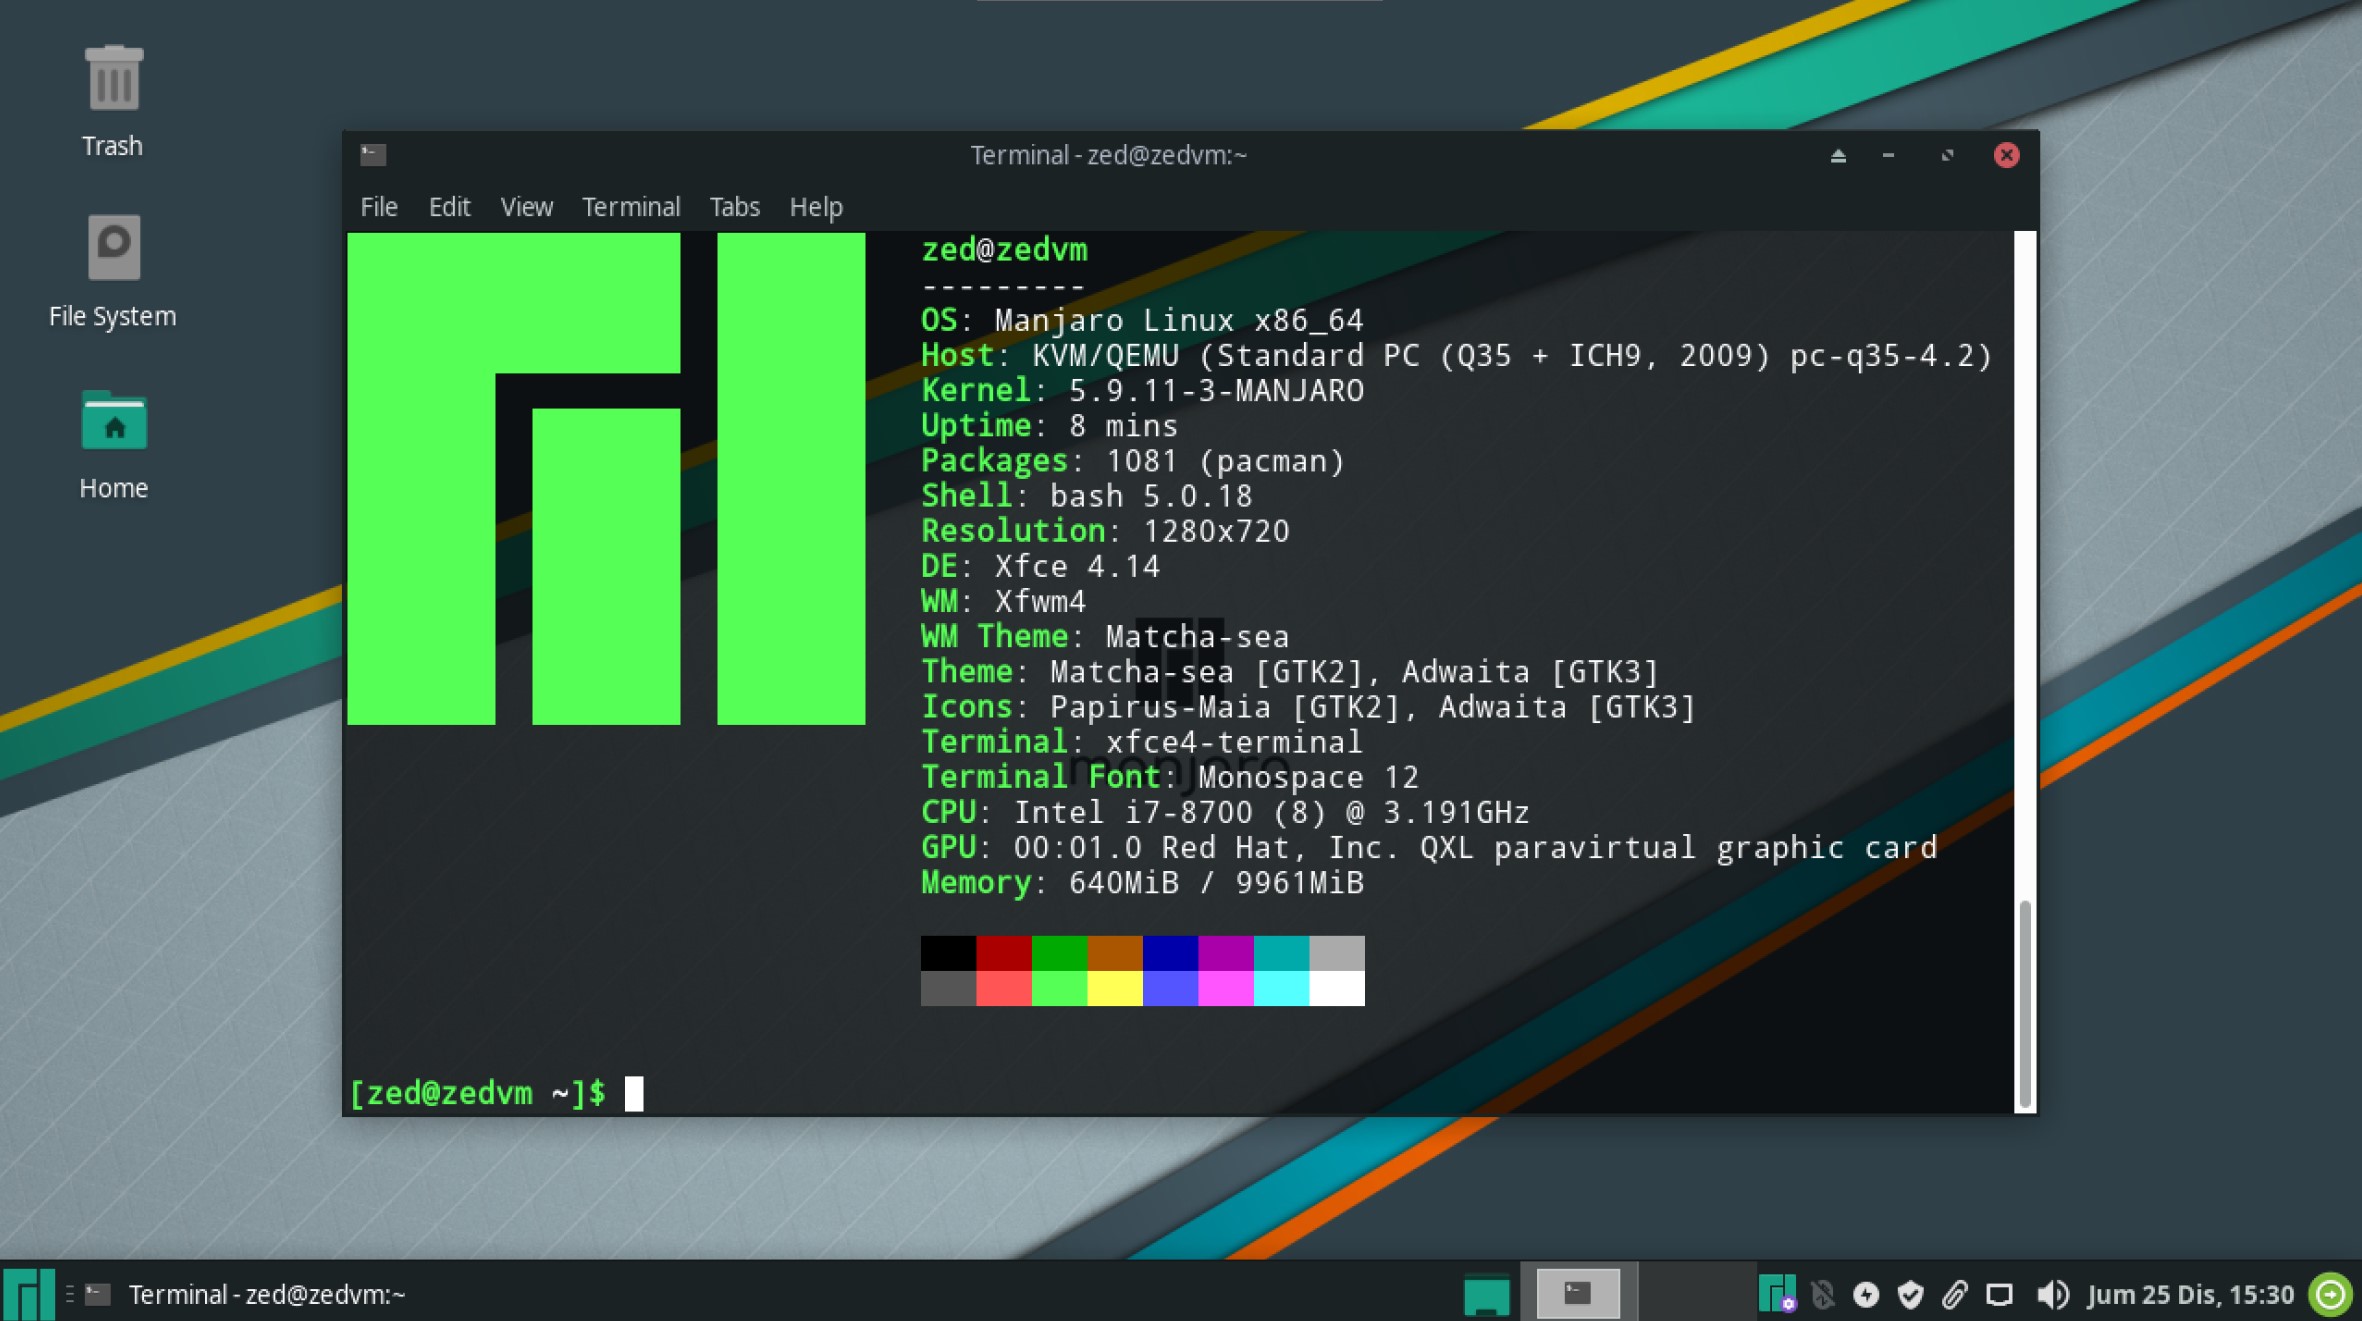 Trash
File System
Home
Terminal - zed@zedvm:~
File Edit View Terminal Tabs Help
zed@zedvm
---------
OS: Manjaro Linux x86_64
Host: KVM/QEMU (Standard PC (Q35 + ICH9, 2009) pc-q35-4.2)
Kernel: 5.9.11-3-MANJARO
Uptime: 8 mins
Packages: 1081 (pacman)
Shell: bash 5.0.18
Resolution: 1280x720
DE: Xfce 4.14
WM: Xfwm4
WM Theme: Matcha-sea
Theme: Matcha-sea [GTK2], Adwaita [GTK3]
Icons: Papirus-Maia [GTK2], Adwaita [GTK3]
Terminal: xfce4-terminal
Terminal Font: Monospace 12
CPU: Intel i7-8700 (8) @ 3.191GHz
GPU: 00:01.0 Red Hat, Inc. QXL paravirtual graphic card
Memory: 640MiB / 9961MiB
manjaro
[zed@zedvm ~]$
Terminal - zed@zedvm:~
Jum 25 Dis, 15:30